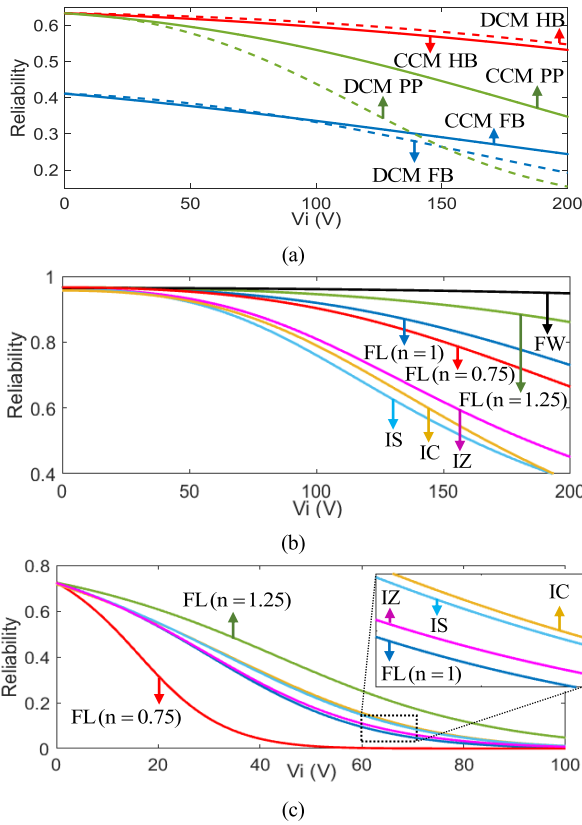 0.6
0.5
0.4
0.3
0.2
Reliability
DCM HB
CCM HB
DCM PP
CCM PP
CCM FB
DCM FB
0 50 100 150 200
Vi (V)
(a)
1
0.8
0.6
0.4
Reliability
FW
FL(n=1)
FL(n=0.75)
FL(n=1.25)
IS
IC
IZ
0 50 100 150 200
Vi (V)
(b)
0.8
0.6
0.4
0.2
0
Reliability
FL(n=1.25)
FL(n=0.75)
IZ
IS
IC
FL(n=1)
0 20 40 60 80 100
Vi (V)
(c)